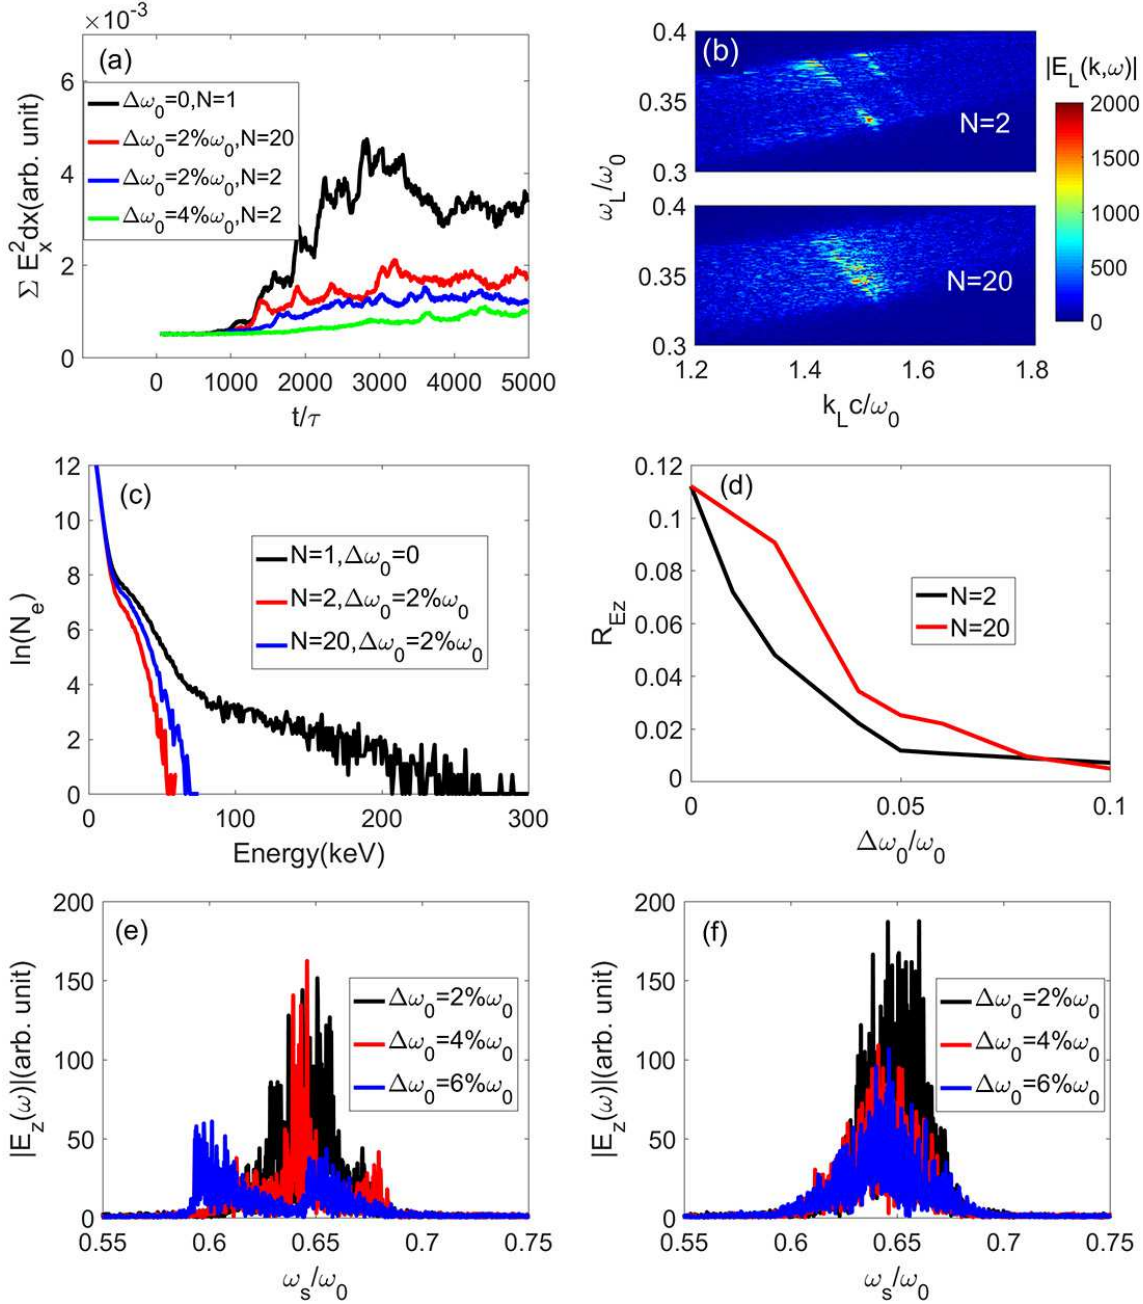 ×10⁻³
(a)
Σ E_x²dx(arb. unit)
6
4
2
0
Δω₀=0,N=1
Δω₀=2%ω₀,N=20
Δω₀=2%ω₀,N=2
Δω₀=4%ω₀,N=2
0 1000 2000 3000 4000 5000
t/τ
(b)
0.4
0.35
0.3
N=2
ω_L/ω₀
0.4
0.35
0.3
N=20
1.2 1.4 1.6 1.8
k_L c/ω₀
|E_L(k,ω)|
2000
1500
1000
500
0
(c)
ln(N_e)
12
10
8
6
4
2
0
N=1,Δω₀=0
N=2,Δω₀=2%ω₀
N=20,Δω₀=2%ω₀
0 100 200 300
Energy(keV)
(d)
R_Ez
0.12
0.1
0.08
0.06
0.04
0.02
0
N=2
N=20
0 0.05 0.1
Δω₀/ω₀
(e)
|E_z(ω)|(arb. unit)
200
150
100
50
0
Δω₀=2%ω₀
Δω₀=4%ω₀
Δω₀=6%ω₀
0.55 0.6 0.65 0.7 0.75
ω_s/ω₀
(f)
|E_z(ω)|(arb. unit)
200
150
100
50
0
Δω₀=2%ω₀
Δω₀=4%ω₀
Δω₀=6%ω₀
0.55 0.6 0.65 0.7 0.75
ω_s/ω₀